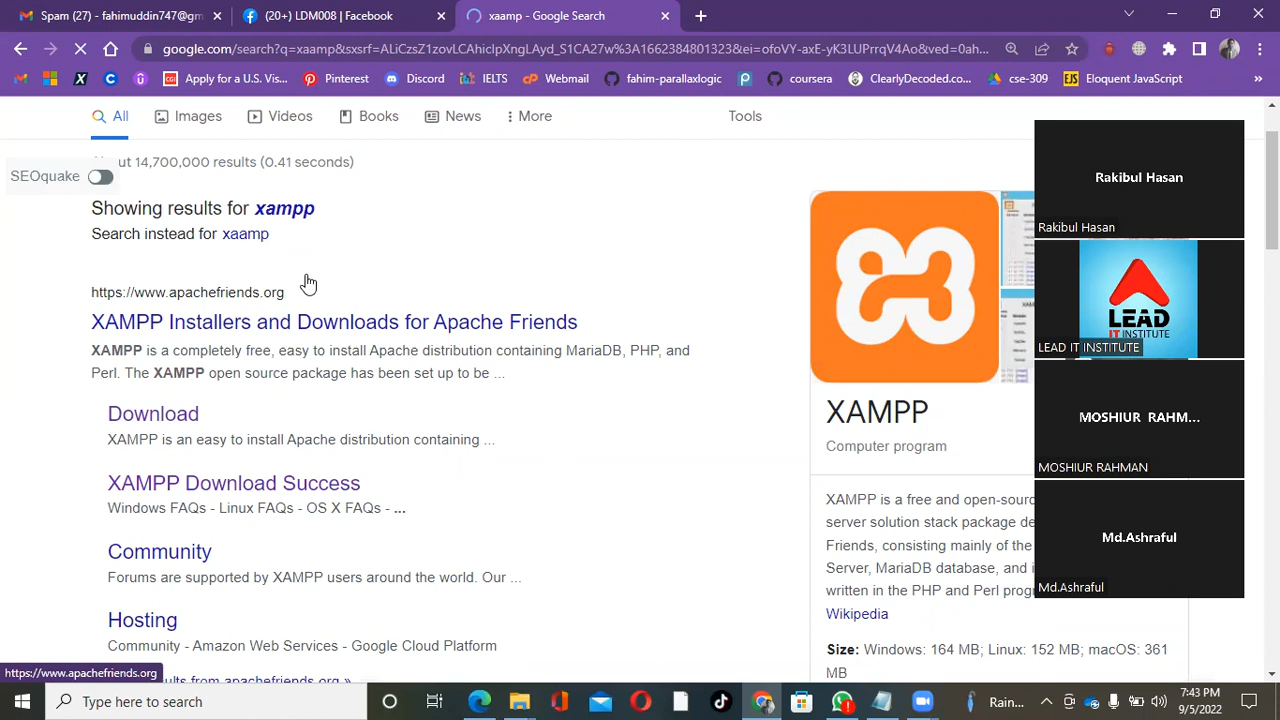 Spam (27) - fahimuddin747@gm
(20+) LDM008 | Facebook
xaamp - Google Search
google.com/search?q=xaamp&sxsrf=ALiCzsZ1zovLCAhicIpXngLAyd_S1CA27w%3A1662384801323&ei=ofoVY-axE-yK3LUPrrqV4Ao&ved=0ah...
Apply for a U.S. Vis...
Pinterest
Discord
IELTS
Webmail
fahim-parallaxlogic
coursera
ClearlyDecoded.co...
cse-309
Eloquent JavaScript
»
All
Images
Videos
Books
News
More
Tools
ut 14,700,000 results (0.41 seconds)
SEOquake
Showing results for xampp
Search instead for xaamp
https://www.apachefriends.org
XAMPP Installers and Downloads for Apache Friends
XAMPP is a completely free, easy to install Apache distribution containing MariaDB, PHP, and
Perl. The XAMPP open source package has been set up to be ...
Download
XAMPP is an easy to install Apache distribution containing ...
XAMPP Download Success
Windows FAQs - Linux FAQs - OS X FAQs - ...
Community
Forums are supported by XAMPP users around the world. Our ...
Hosting
Community - Amazon Web Services - Google Cloud Platform
sults from apachefriends.org »
https://www.apachefriends.org
XAMPP
Computer program
XAMPP is a free and open-sourc
server solution stack package de
Friends, consisting mainly of the
Server, MariaDB database, and i
written in the PHP and Perl prog
Wikipedia
Size: Windows: 164 MB; Linux: 152 MB; macOS: 361
MB
Rakibul Hasan
Rakibul Hasan
LEAD
IT INSTITUTE
LEAD IT INSTITUTE
MOSHIUR RAHM...
MOSHIUR RAHMAN
Md.Ashraful
Md.Ashraful
Type here to search
Rain...
7:43 PM
9/5/2022